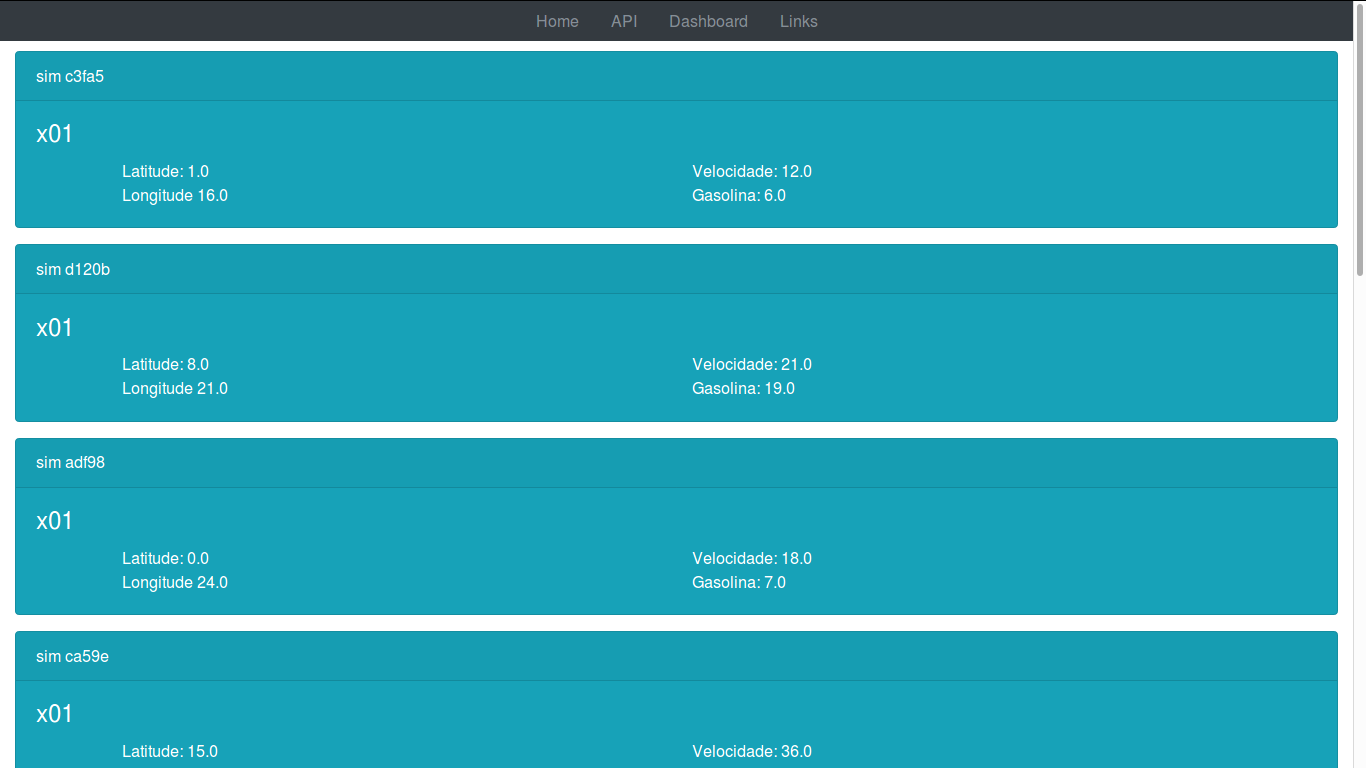 Home API Dashboard Links
sim c3fa5
x01
Latitude: 1.0 Velocidade: 12.0
Longitude 16.0 Gasolina: 6.0
sim d120b
x01
Latitude: 8.0 Velocidade: 21.0
Longitude 21.0 Gasolina: 19.0
sim adf98
x01
Latitude: 0.0 Velocidade: 18.0
Longitude 24.0 Gasolina: 7.0
sim ca59e
x01
Latitude: 15.0 Velocidade: 36.0